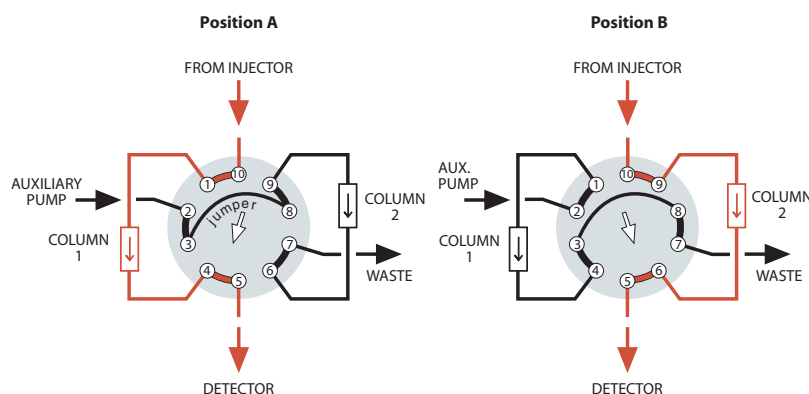 Position A
FROM INJECTOR
AUXILIARY
PUMP
COLUMN
1
COLUMN
2
jumper
1
10
9
2
8
3
7
4
5
6
WASTE
DETECTOR
Position B
FROM INJECTOR
AUX.
PUMP
COLUMN
1
COLUMN
2
10
1
9
2
8
3
7
4
5
6
WASTE
DETECTOR